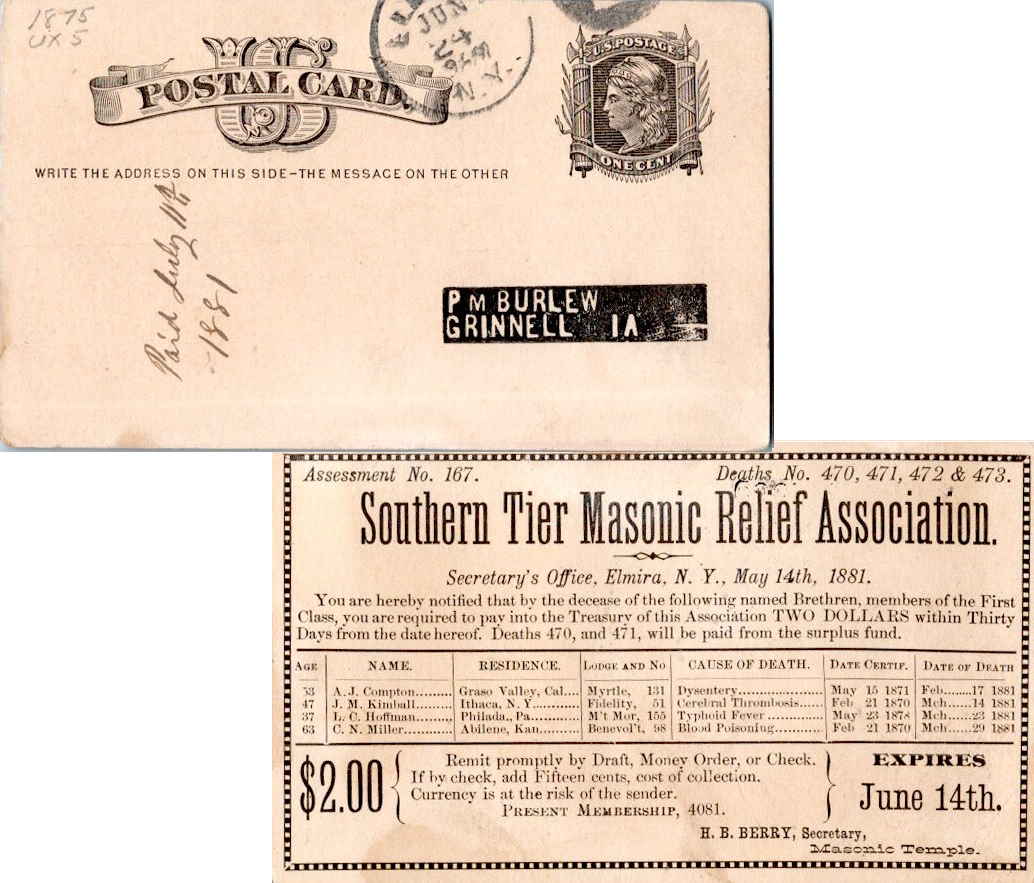 1875
UX5
US
POSTAL CARD
JUN
24
9AM
N.Y.
U.S. POSTAGE
ONE CENT
WRITE THE ADDRESS ON THIS SIDE-THE MESSAGE ON THE OTHER
Paid July 11th
1881
P M BURLEW
GRINNELL IA
Assessment No. 167. Deaths No. 470, 471, 472 & 473.
Southern Tier Masonic Relief Association.
Secretary's Office, Elmira, N. Y., May 14th, 1881.
You are hereby notified that by the decease of the following named Brethren, members of the First
Class, you are required to pay into the Treasury of this Association TWO DOLLARS within Thirty
Days from the date hereof. Deaths 470, and 471, will be paid from the surplus fund.
AGE NAME. RESIDENCE. LODGE AND NO CAUSE OF DEATH. DATE CERTIF. DATE OF DEATH
53 A. J. Compton.......... Graso Valley, Cal.... Myrtle, 131 Dysentery...................... May 15 1871 Feb........17 1881
47 J. M. Kimball.......... Ithaca, N. Y............ Fidelity, 51 Cerebral Thrombosis...... Feb 21 1870 Mch.......14 1881
37 L. C. Hoffman.......... Philada., Pa............ M't Mor, 155 Typhoid Fever............. May 23 1878 Mch.......23 1881
63 C. N. Miller.......... Abilene, Kan.......... Benevol't, 98 Blood Poisoning............ Feb 21 1870 Mch.......29 1881
$2.00
Remit promptly by Draft, Money Order, or Check.
If by check, add Fifteen cents, cost of collection.
Currency is at the risk of the sender.
PRESENT MEMBERSHIP, 4081.
EXPIRES
June 14th.
H. B. BERRY, Secretary,
Masonic Temple.